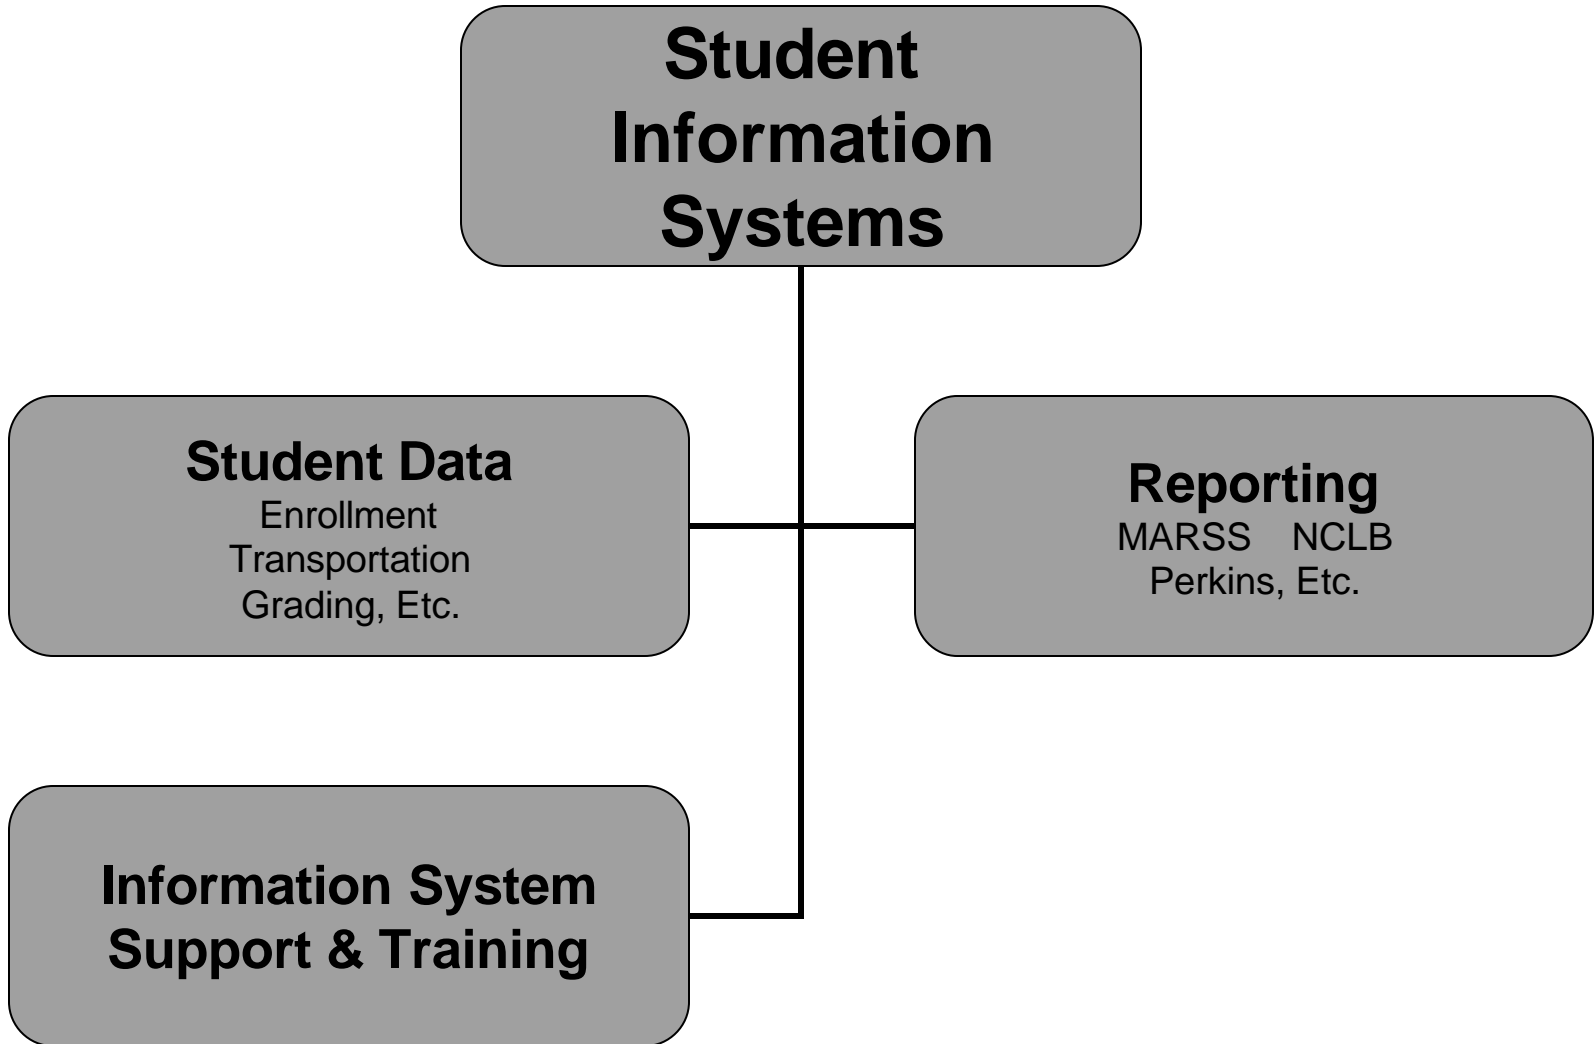 Student
Information
Systems
Student Data
Enrollment
Transportation
Grading, Etc.
Reporting
MARSS NCLB
Perkins, Etc.
Information System
Support & Training